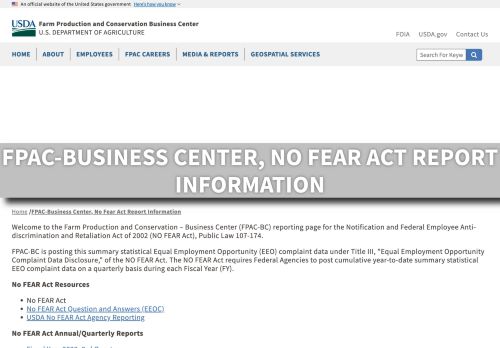 An official website of the United States government Here's how you know
USDA Farm Production and Conservation Business Center
U.S. DEPARTMENT OF AGRICULTURE
FOIA USDA.gov Contact Us
HOME ABOUT EMPLOYEES FPAC CAREERS MEDIA & REPORTS GEOSPATIAL SERVICES
Search For Keyw
FPAC-BUSINESS CENTER, NO FEAR ACT REPORT
INFORMATION
Home /FPAC-Business Center, No Fear Act Report Information
Welcome to the Farm Production and Conservation – Business Center (FPAC-BC) reporting page for the Notification and Federal Employee Anti-
discrimination and Retaliation Act of 2002 (NO FEAR Act), Public Law 107-174.
FPAC-BC is posting this summary statistical Equal Employment Opportunity (EEO) complaint data under Title III, "Equal Employment Opportunity
Complaint Data Disclosure," of the NO FEAR Act. The NO FEAR Act requires Federal Agencies to post cumulative year-to-date summary statistical
EEO complaint data on a quarterly basis during each Fiscal Year (FY).
No FEAR Act Resources
No FEAR Act
No FEAR Act Question and Answers (EEOC)
USDA No FEAR Act Agency Reporting
No FEAR Act Annual/Quarterly Reports